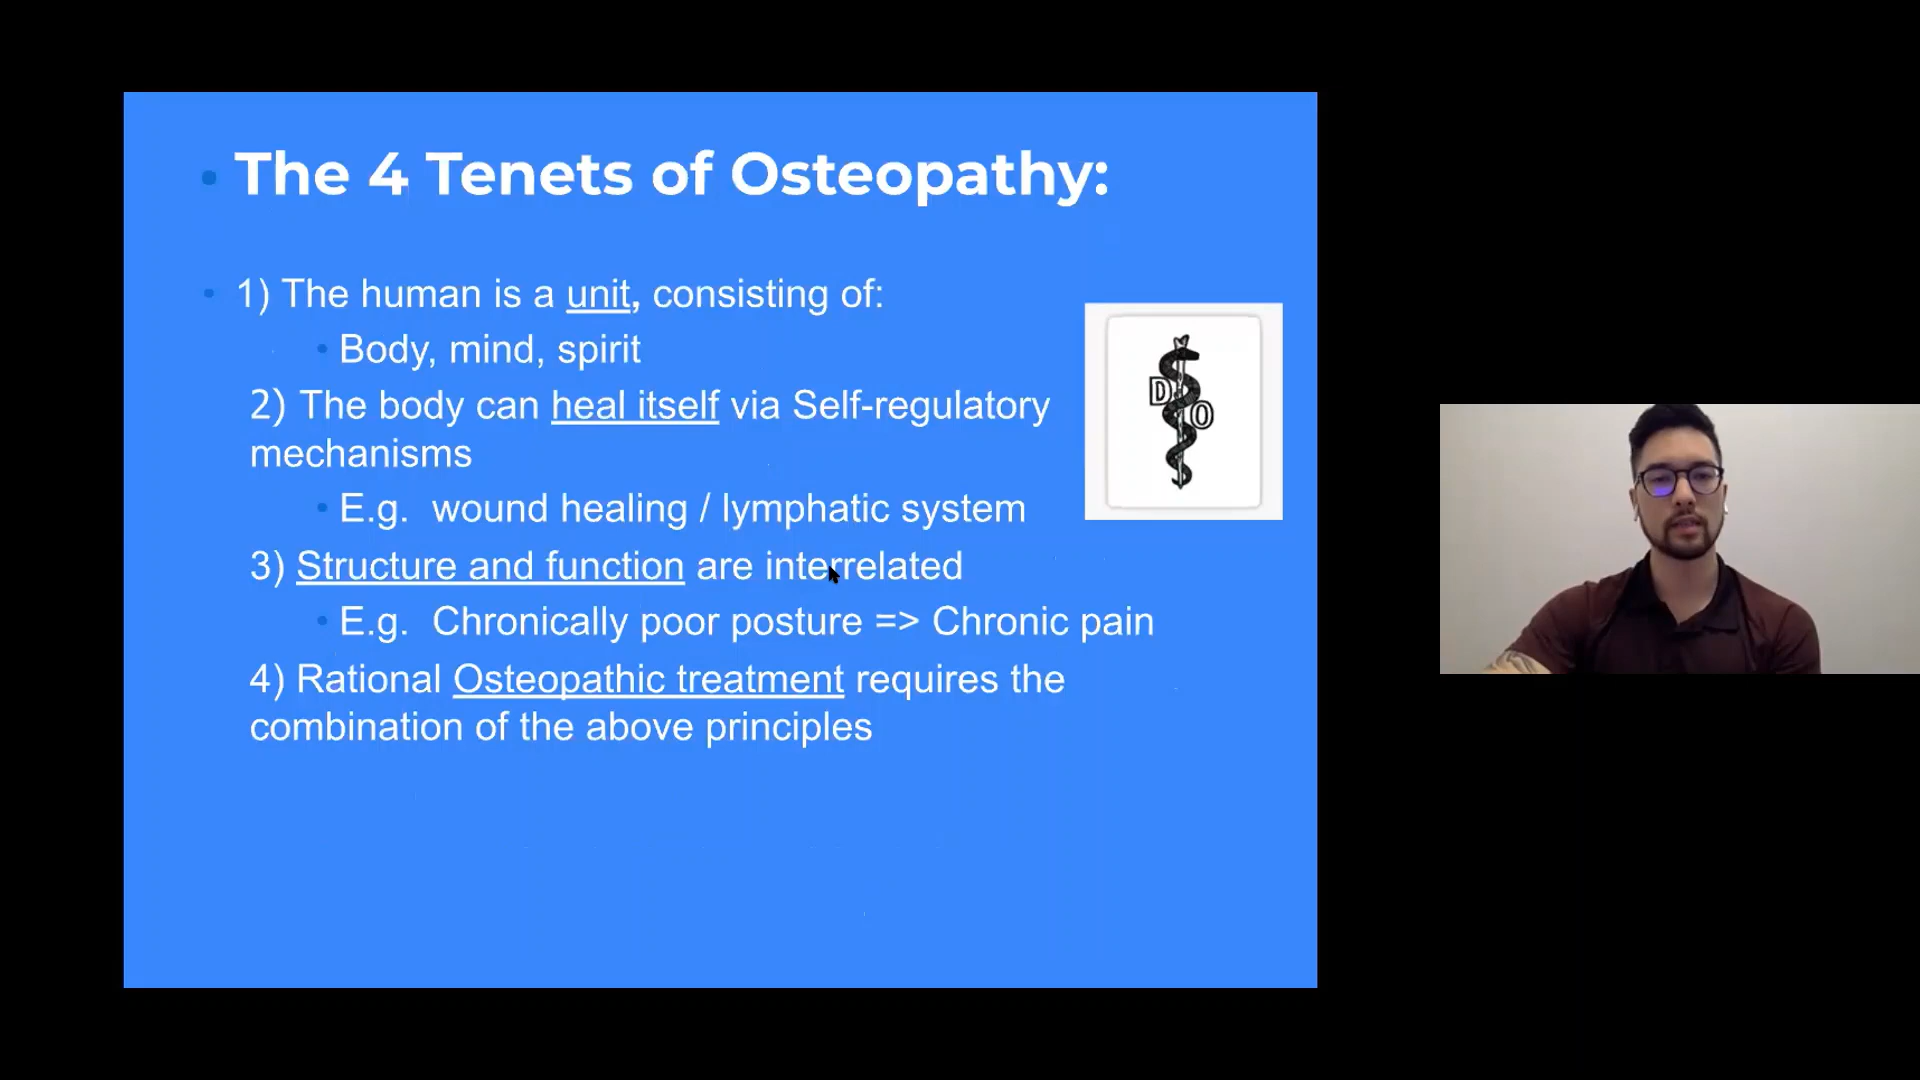 • The 4 Tenets of Osteopathy:
• 1) The human is a unit, consisting of:
• Body, mind, spirit
2) The body can heal itself via Self-regulatory
mechanisms
• E.g. wound healing / lymphatic system
3) Structure and function are interrelated
• E.g. Chronically poor posture => Chronic pain
4) Rational Osteopathic treatment requires the
combination of the above principles
D
O